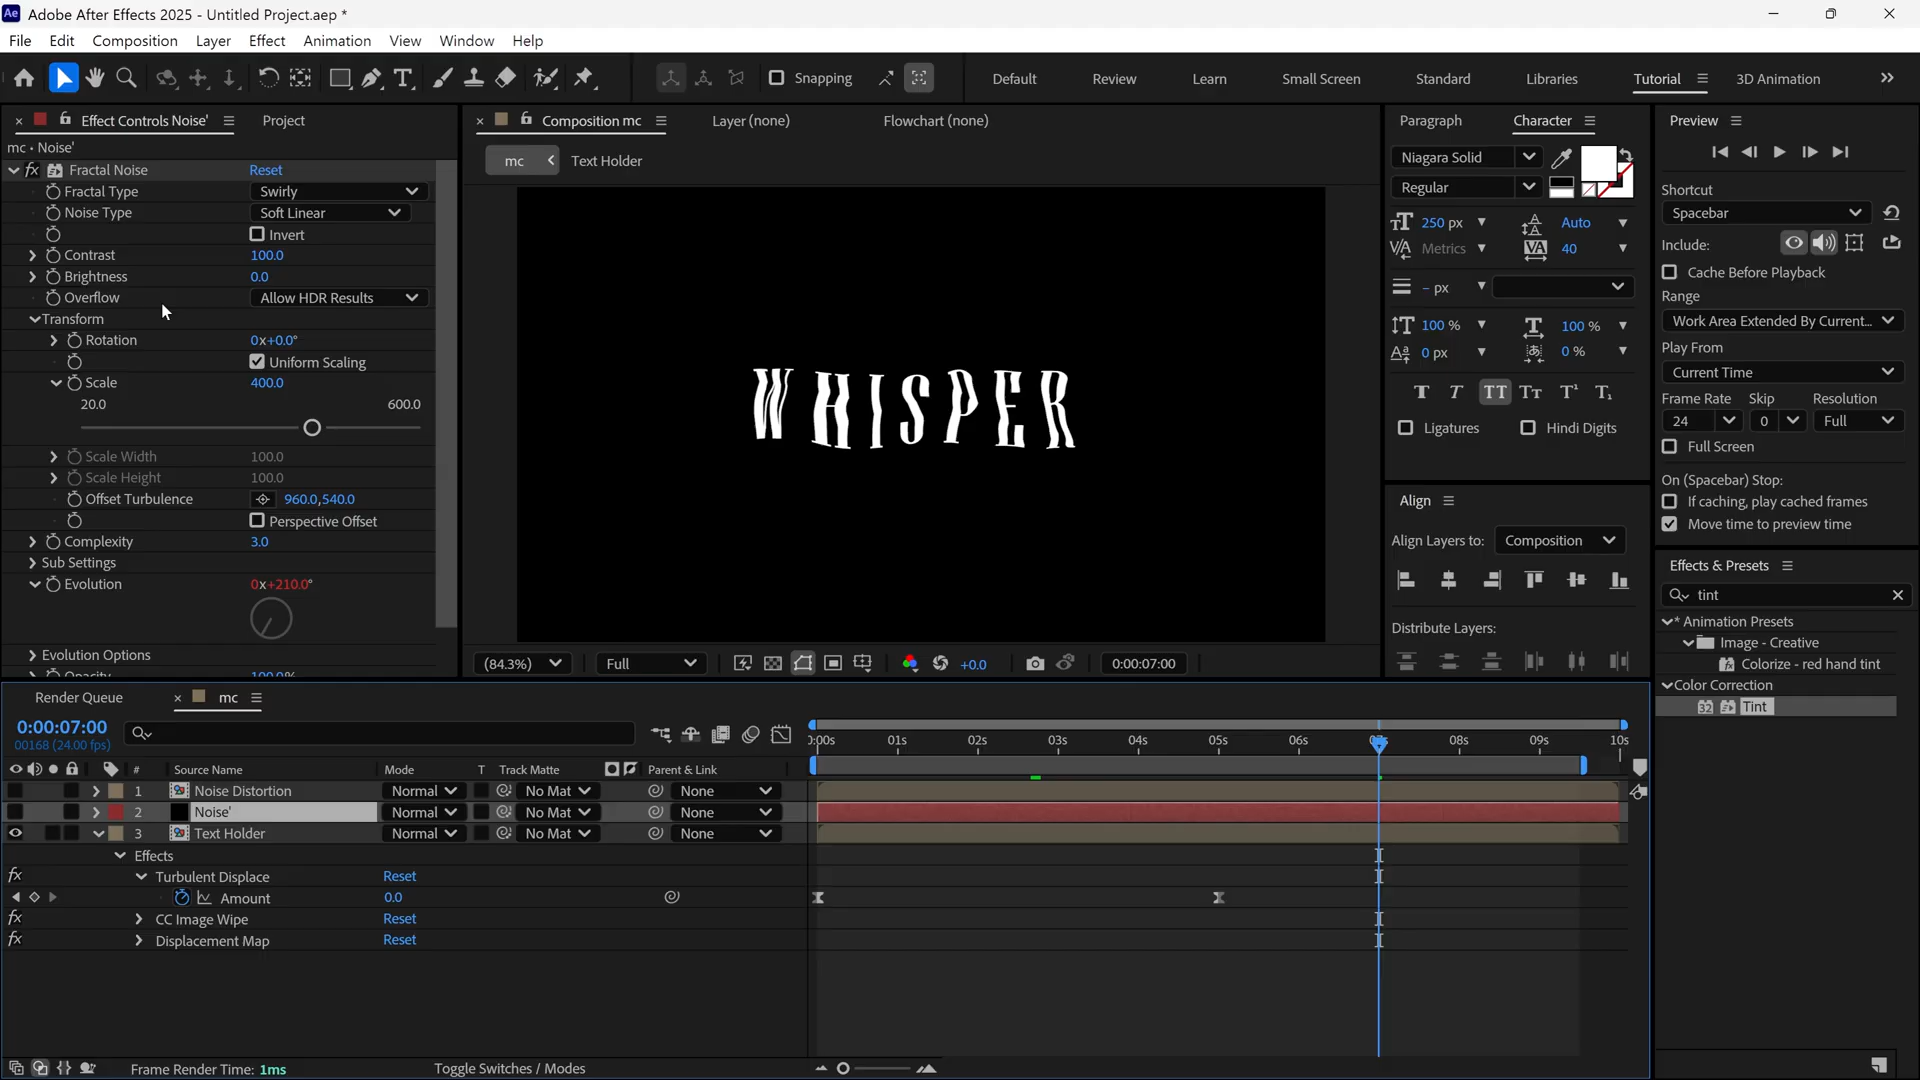 Adobe After Effects 2025 - Untitled Project.aep *
File Edit Composition Layer Effect Animation View Window Help
Snapping
Default Review Learn Small Screen Standard Libraries Tutorial 3D Animation
Effect Controls Noise' Project
mc • Noise'
fx Fractal Noise Reset
Fractal Type Swirly
Noise Type Soft Linear
Invert
Contrast 100.0
Brightness 0.0
Overflow Allow HDR Results
Transform
Rotation 0x+0.0°
Uniform Scaling
Scale 400.0
20.0 600.0
Scale Width 100.0
Scale Height 100.0
Offset Turbulence 960.0,540.0
Perspective Offset
Complexity 3.0
Sub Settings
Evolution 0x+210.0°
Evolution Options
Opacity 100.0%
Composition mc Layer (none) Flowchart (none)
mc Text Holder
WHISPER
(84.3%) Full +0.0 0:00:07:00
Paragraph Character
Niagara Solid
Regular
250 px Auto
Metrics 40
– px
100 % 100 %
0 px 0 %
Ligatures Hindi Digits
Align
Align Layers to: Composition
Distribute Layers:
Preview
Shortcut
Spacebar
Include:
Cache Before Playback
Range
Work Area Extended By Current...
Play From
Current Time
Frame Rate Skip Resolution
24 0 Full
Full Screen
On (Spacebar) Stop:
If caching, play cached frames
Move time to preview time
Effects & Presets
tint
* Animation Presets
Image - Creative
Colorize - red hand tint
Color Correction
32 Tint
Render Queue mc
0:00:07:00
00168 (24.00 fps)
# Source Name Mode T Track Matte Parent & Link
1 Noise Distortion Normal No Mat None
2 Noise' Normal No Mat None
3 Text Holder Normal No Mat None
Effects
fx Turbulent Displace Reset
Amount 0.0
fx CC Image Wipe Reset
fx Displacement Map Reset
:00s 01s 02s 03s 04s 05s 06s 07s 08s 09s 10s
Frame Render Time: 1ms Toggle Switches / Modes